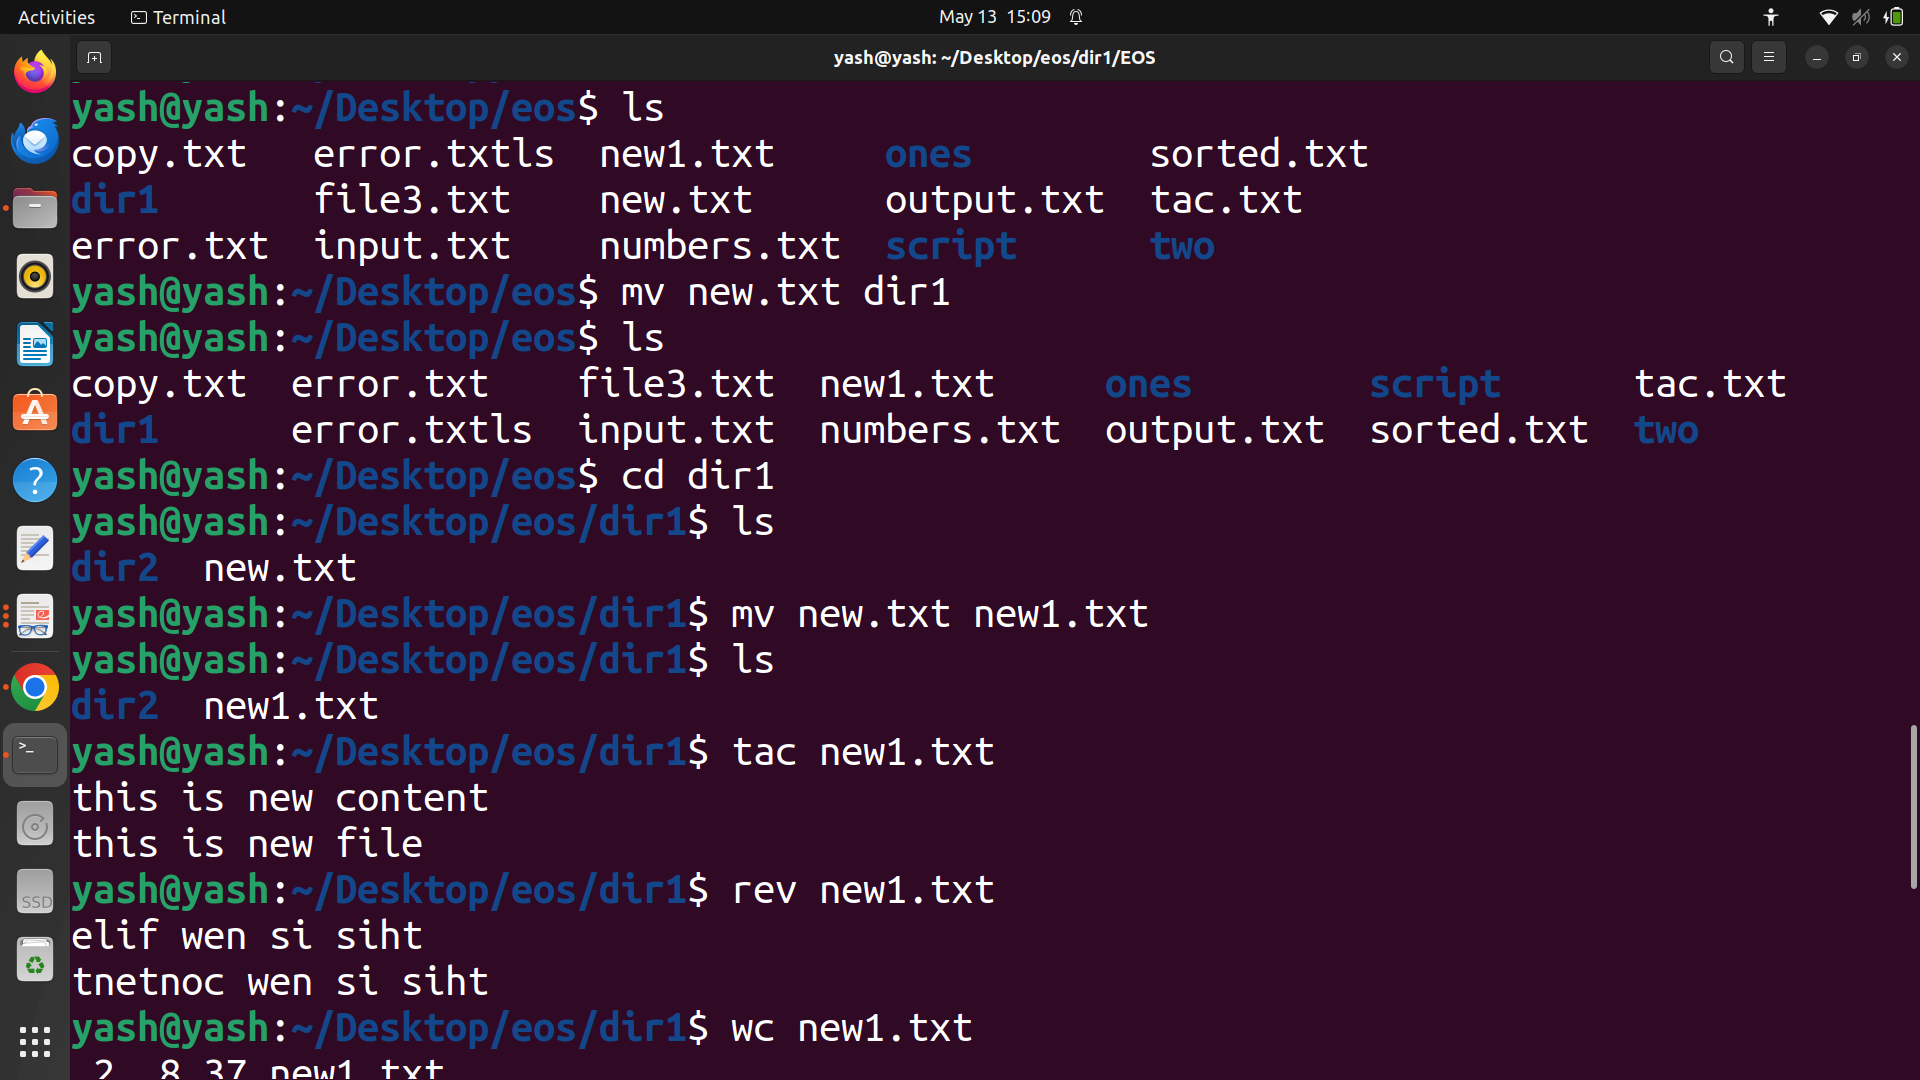 Activities Terminal May 13 15:09
yash@yash: ~/Desktop/eos/dir1/EOS
yash@yash:~/Desktop/eos$ ls
copy.txt error.txtls new1.txt ones sorted.txt
dir1 file3.txt new.txt output.txt tac.txt
error.txt input.txt numbers.txt script two
yash@yash:~/Desktop/eos$ mv new.txt dir1
yash@yash:~/Desktop/eos$ ls
copy.txt error.txt file3.txt new1.txt ones script tac.txt
dir1 error.txtls input.txt numbers.txt output.txt sorted.txt two
yash@yash:~/Desktop/eos$ cd dir1
yash@yash:~/Desktop/eos/dir1$ ls
dir2 new.txt
yash@yash:~/Desktop/eos/dir1$ mv new.txt new1.txt
yash@yash:~/Desktop/eos/dir1$ ls
dir2 new1.txt
yash@yash:~/Desktop/eos/dir1$ tac new1.txt
this is new content
this is new file
yash@yash:~/Desktop/eos/dir1$ rev new1.txt
elif wen si siht
tnetnoc wen si siht
yash@yash:~/Desktop/eos/dir1$ wc new1.txt
2 8 37 new1.txt
SSD